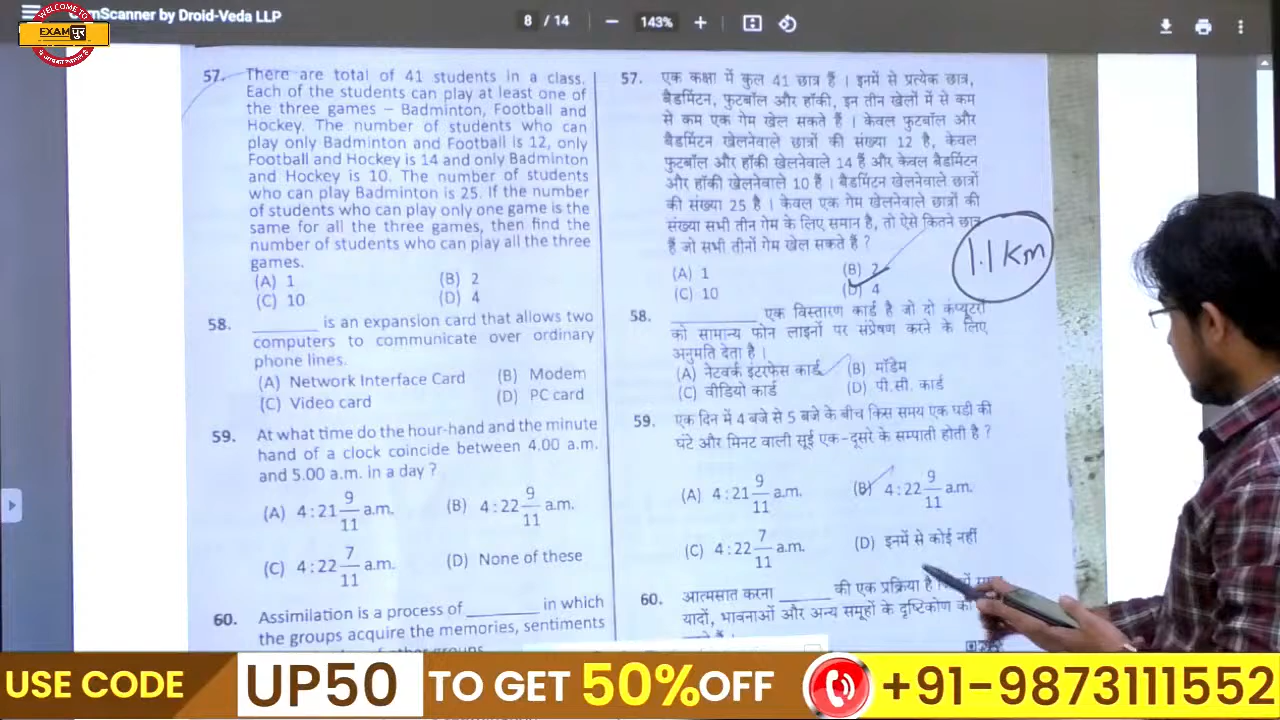 CamScanner by Droid-Veda LLP
8 / 14
143%
WELCOME TO
EXAM पुर
57. There are total of 41 students in a class.
Each of the students can play at least one of
the three games – Badminton, Football and
Hockey. The number of students who can
play only Badminton and Football is 12, only
Football and Hockey is 14 and only Badminton
and Hockey is 10. The number of students
who can play Badminton is 25. If the number
of students who can play only one game is the
same for all the three games, then find the
number of students who can play all the three
games.
(A) 1 (B) 2
(C) 10 (D) 4
58. ________ is an expansion card that allows two
computers to communicate over ordinary
phone lines.
(A) Network Interface Card (B) Modem
(C) Video card (D) PC card
59. At what time do the hour-hand and the minute
hand of a clock coincide between 4.00 a.m.
and 5.00 a.m. in a day ?
(A) 4 : 21 9/11 a.m. (B) 4 : 22 9/11 a.m.
(C) 4 : 22 7/11 a.m. (D) None of these
60. Assimilation is a process of ________ in which
the groups acquire the memories, sentiments
57. एक कक्षा में कुल 41 छात्र हैं । इनमें से प्रत्येक छात्र,
बैडमिंटन, फुटबॉल और हॉकी, इन तीन खेलों में से कम
से कम एक गेम खेल सकते हैं । केवल फुटबॉल और
बैडमिंटन खेलनेवाले छात्रों की संख्या 12 है, केवल
फुटबॉल और हॉकी खेलनेवाले 14 हैं और केवल बैडमिंटन
और हॉकी खेलनेवाले 10 हैं । बैडमिंटन खेलनेवाले छात्रों
की संख्या 25 है । केवल एक गेम खेलनेवाले छात्रों की
संख्या सभी तीन गेम के लिए समान है, तो ऐसे कितने छात्र
हैं जो सभी तीनों गेम खेल सकते हैं ?
(A) 1 (B) 2
(C) 10 (D) 4
1.1 Km
58. ________ एक विस्तारण कार्ड है जो दो कंप्यूटरों
को सामान्य फोन लाइनों पर संप्रेषण करने के लिए
अनुमति देता है ।
(A) नेटवर्क इंटरफेस कार्ड (B) मॉडेम
(C) वीडियो कार्ड (D) पी.सी. कार्ड
59. एक दिन में 4 बजे से 5 बजे के बीच किस समय एक घडी की
घंटे और मिनट वाली सूई एक-दूसरे के सम्पाती होती है ?
(A) 4 : 21 9/11 a.m. (B) 4 : 22 9/11 a.m.
(C) 4 : 22 7/11 a.m. (D) इनमें से कोई नहीं
60. आत्मसात करना ______ की एक प्रक्रिया है
यादों, भावनाओं और अन्य समूहों के दृष्टिकोण
USE CODE UP50 TO GET 50% OFF +91-9873111552